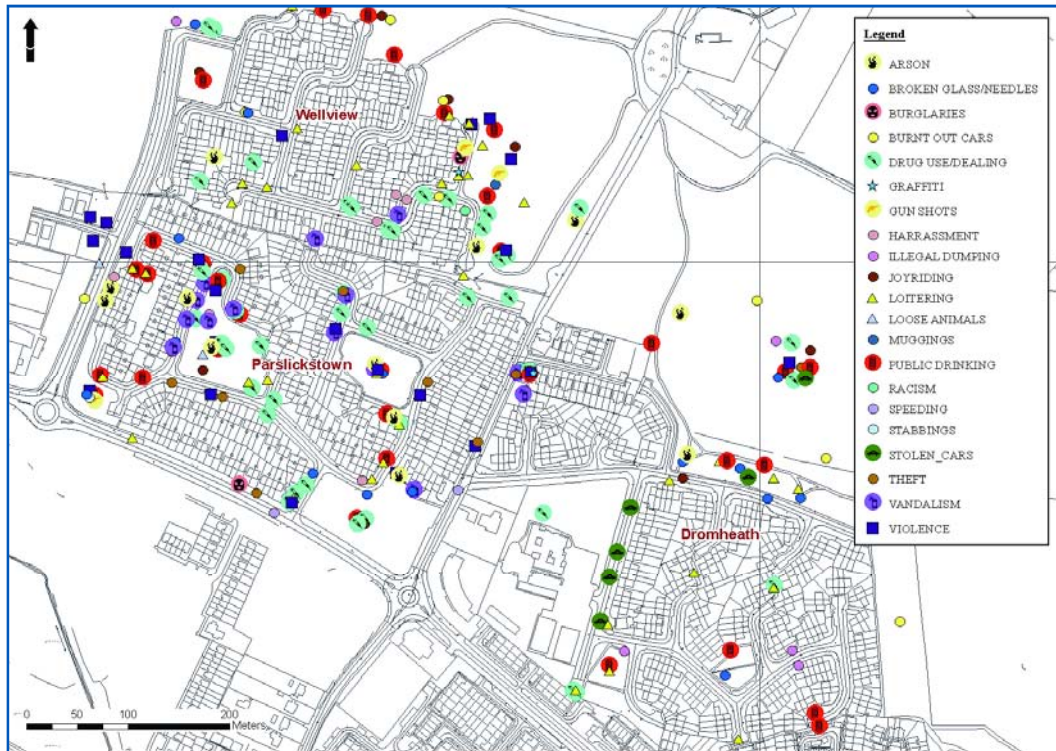 Legend
ARSON
BROKEN GLASS/NEEDLES
BURGLARIES
BURNT OUT CARS
DRUG USE/DEALING
GRAFFITI
GUN SHOTS
HARRASSMENT
ILLEGAL DUMPING
JOYRIDING
LOITERING
LOOSE ANIMALS
MUGGINGS
PUBLIC DRINKING
RACISM
SPEEDING
STABBINGS
STOLEN_CARS
THEFT
VANDALISM
VIOLENCE
Wellview
Parslickstown
Dromheath
0 50 100 200
Meters